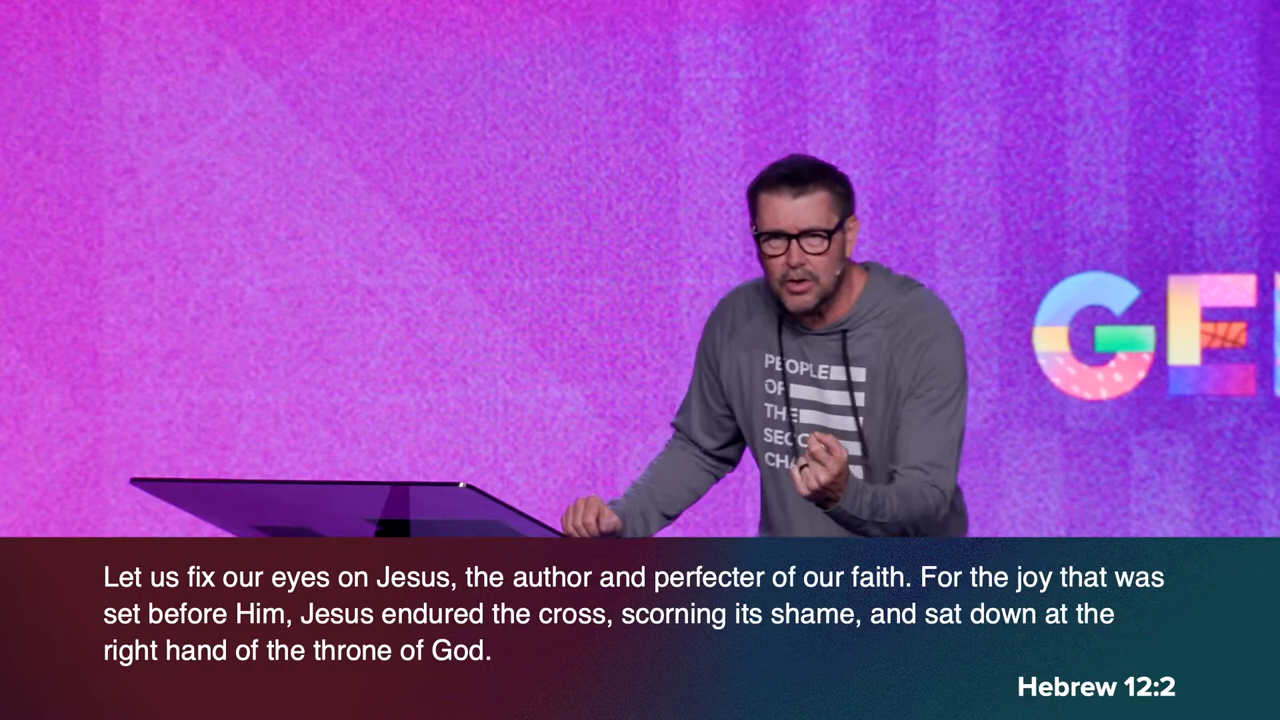 GE
PEOPLE
OF
THE
Let us fix our eyes on Jesus, the author and perfecter of our faith. For the joy that was
set before Him, Jesus endured the cross, scorning its shame, and sat down at the
right hand of the throne of God.
Hebrew 12:2